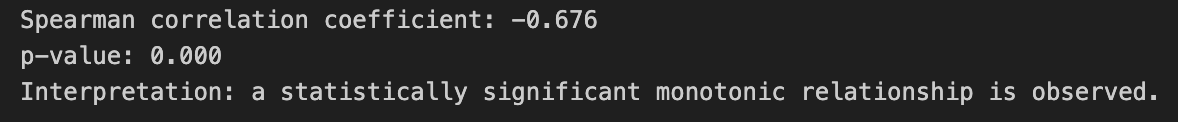 Spearman correlation coefficient: -0.676
p-value: 0.000
Interpretation: a statistically significant monotonic relationship is observed.